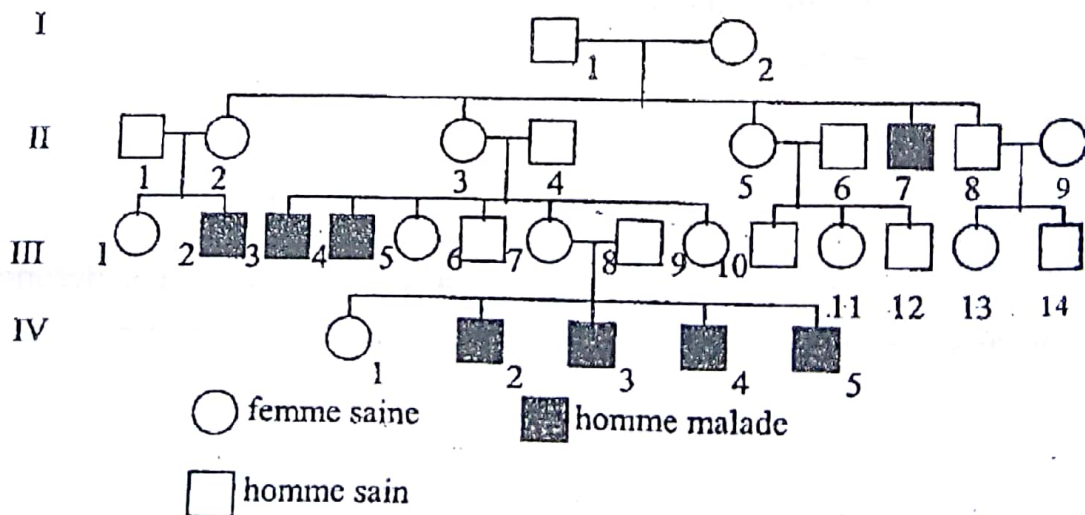 I
1 2
II
1 2 3 4 5 6 7 8 9
III
1 2 3 4 5 6 7 8 9 10
11 12 13 14
IV
1 2 3 4 5
femme saine
homme malade
homme sain